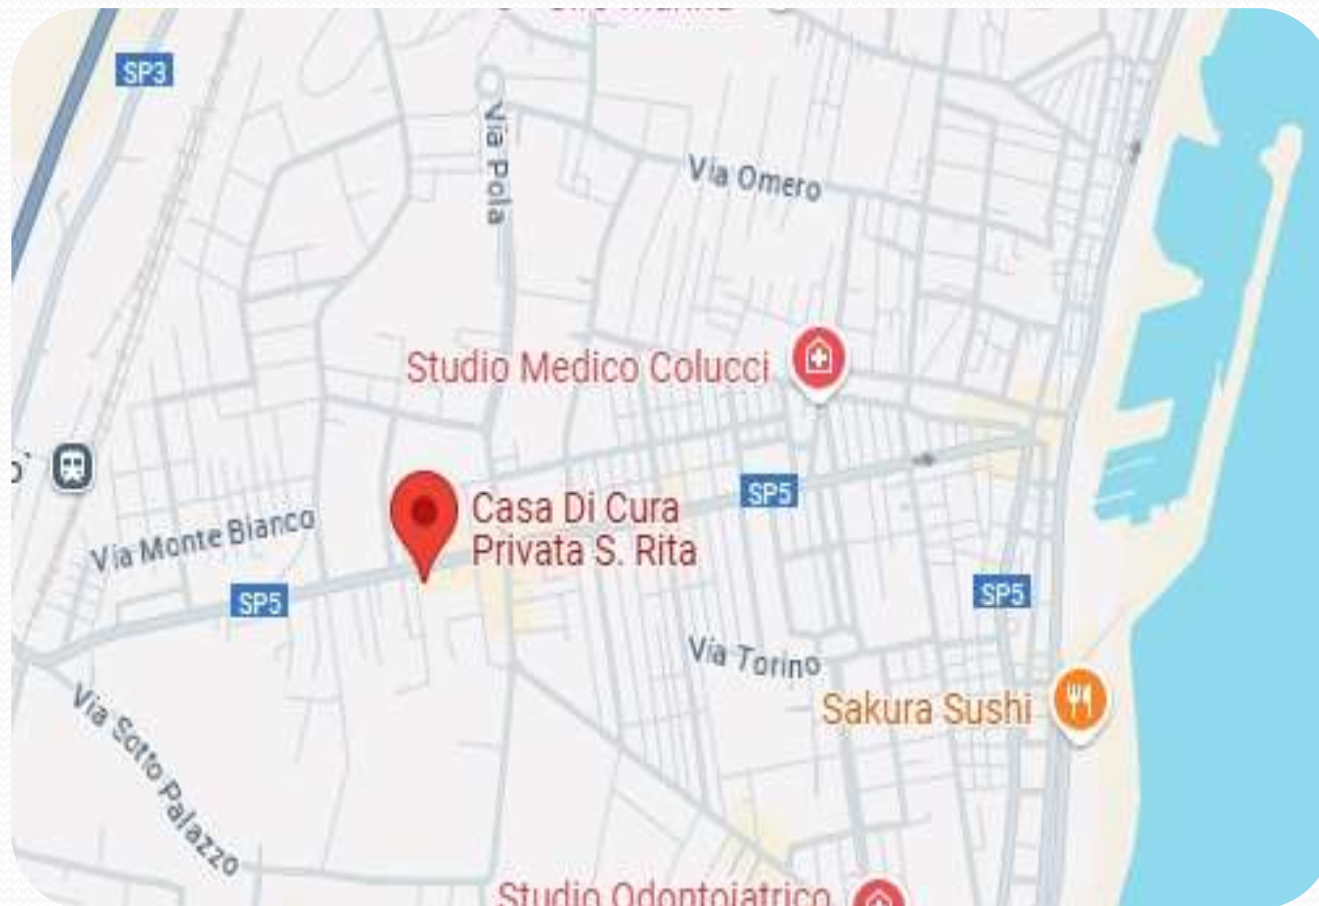 SP3
Via Pola
Via Omero
Studio Medico Colucci
SP5
Casa Di Cura
Privata S. Rita
Via Monte Bianco
SP5
SP5
Via Torino
Sakura Sushi
Via Sotto Palazzo
Studio Odontoiatrico